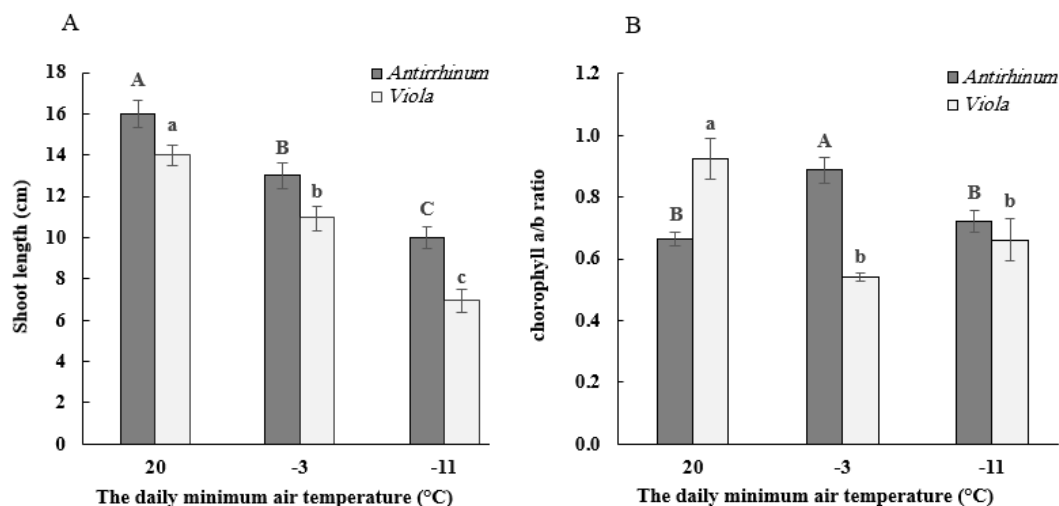 A
Shoot length (cm)
18
16
14
12
10
8
6
4
2
0
Antirrhinum
Viola
A
a
B
b
C
c
20
-3
-11
The daily minimum air temperature (°C)
B
chorophyll a/b ratio
1.2
1.0
0.8
0.6
0.4
0.2
0.0
Antirhinum
Viola
B
a
A
b
B
b
20
-3
-11
The daily minimum air temperature (°C)